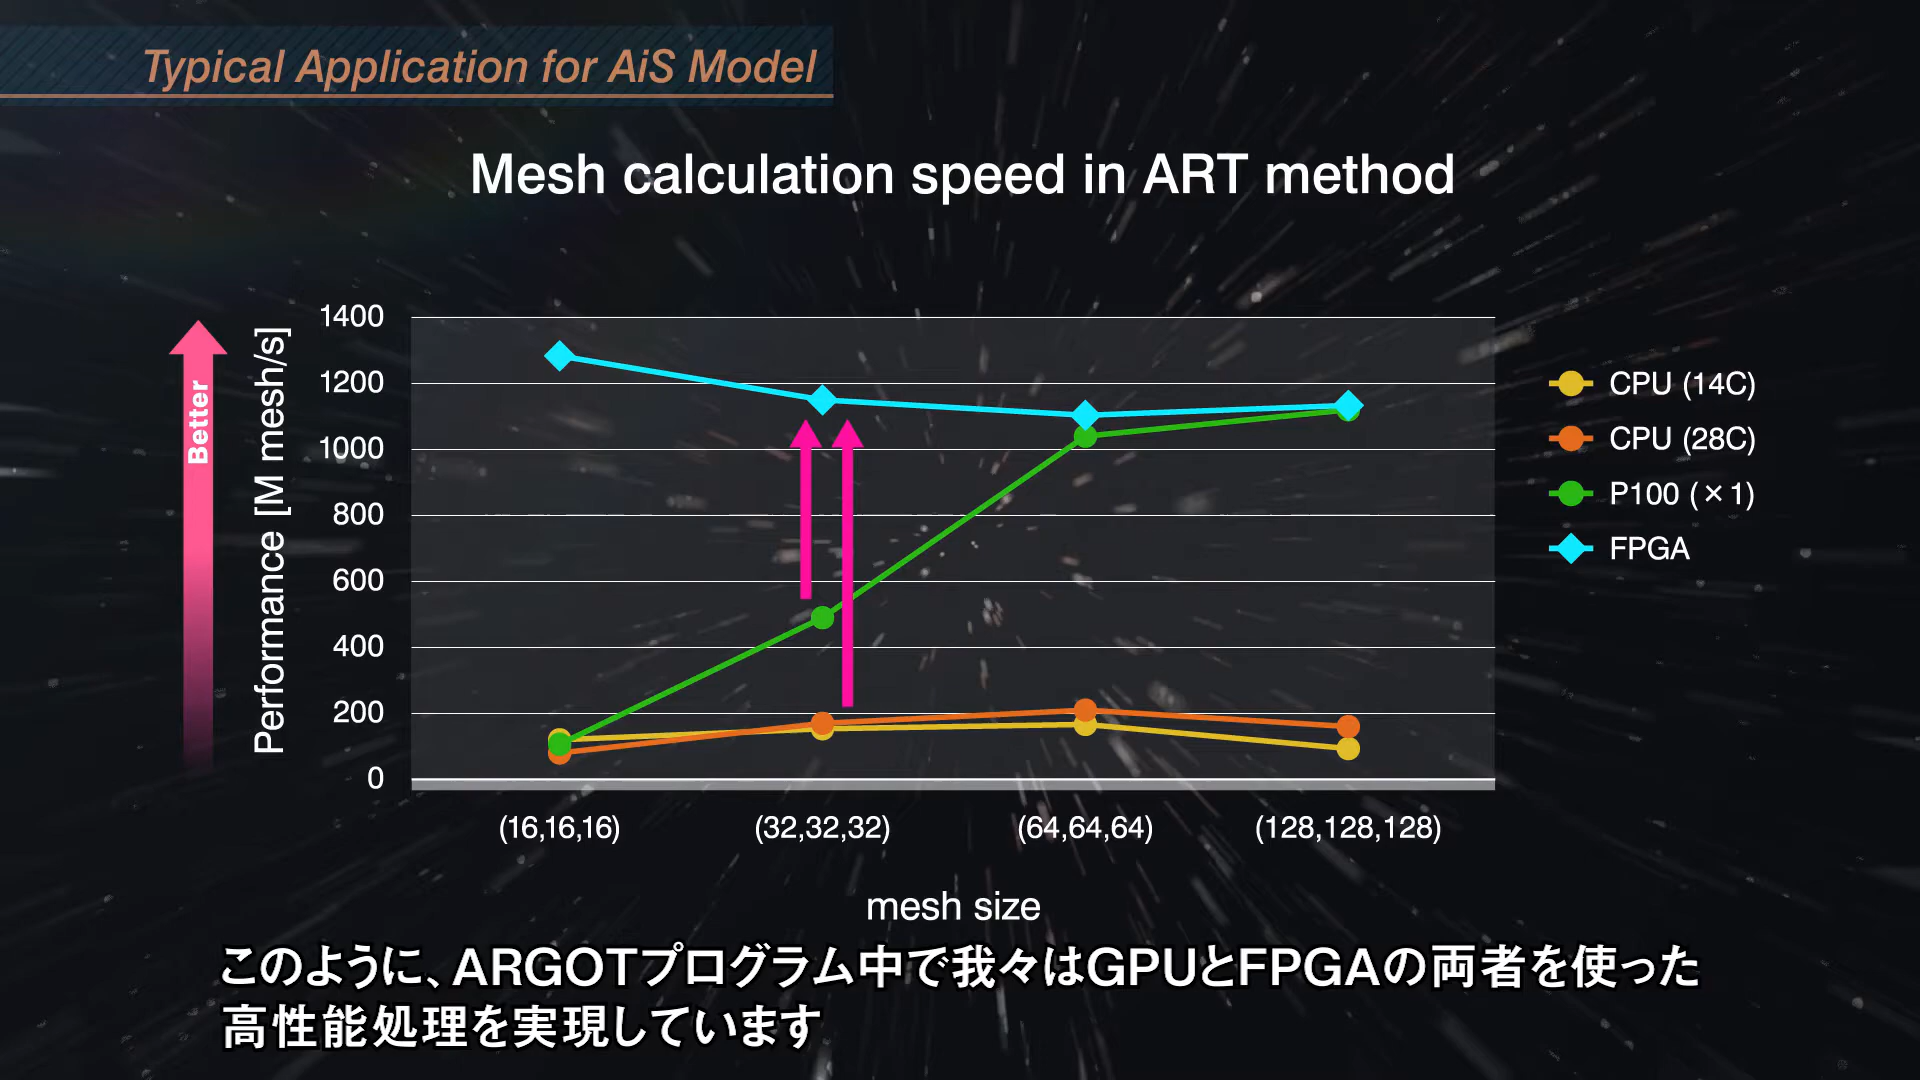 Typical Application for AiS Model
Mesh calculation speed in ART method
Better
Performance [M mesh/s]
1400
1200
1000
800
600
400
200
0
(16,16,16)
(32,32,32)
(64,64,64)
(128,128,128)
mesh size
CPU (14C)
CPU (28C)
P100 (×1)
FPGA
このように、ARGOTプログラム中で我々はGPUとFPGAの両者を使った
高性能処理を実現しています